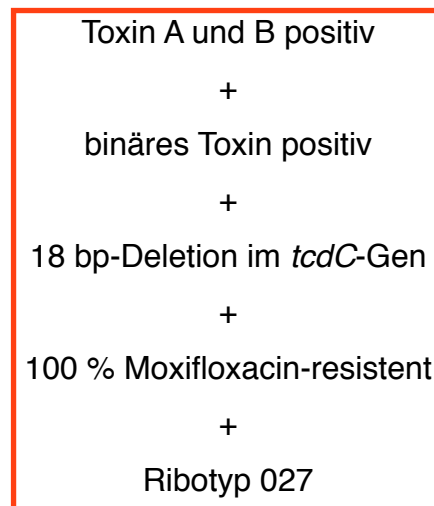 Toxin A und B positiv
+
binäres Toxin positiv
+
18 bp-Deletion im tcdC-Gen
+
100 % Moxifloxacin-resistent
+
Ribotyp 027